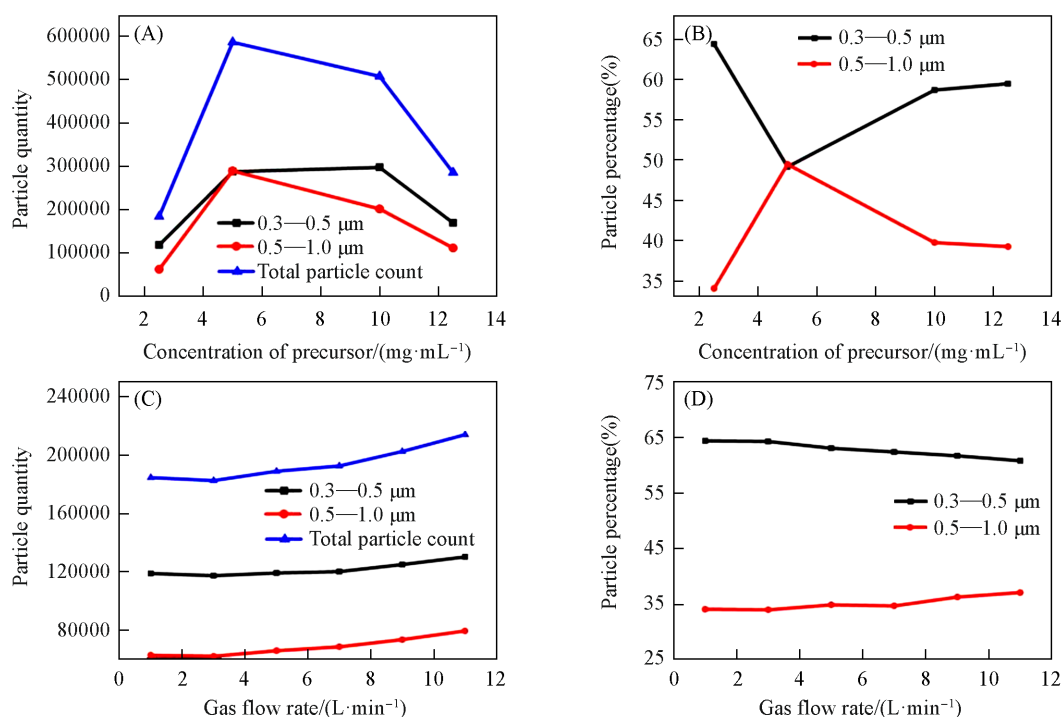 (A)
600000
500000
400000
300000
200000
100000
0
Particle quantity
0.3—0.5 μm
0.5—1.0 μm
Total particle count
2 4 6 8 10 12 14
Concentration of precursor/(mg·mL⁻¹)
(B)
65
60
55
50
45
40
35
Particle percentage(%)
0.3—0.5 μm
0.5—1.0 μm
2 4 6 8 10 12 14
Concentration of precursor/(mg·mL⁻¹)
(C)
240000
200000
160000
120000
80000
Particle quantity
0.3—0.5 μm
0.5—1.0 μm
Total particle count
0 2 4 6 8 10 12
Gas flow rate/(L·min⁻¹)
(D)
75
65
55
45
35
25
Particle percentage(%)
0.3—0.5 μm
0.5—1.0 μm
0 2 4 6 8 10 12
Gas flow rate/(L·min⁻¹)